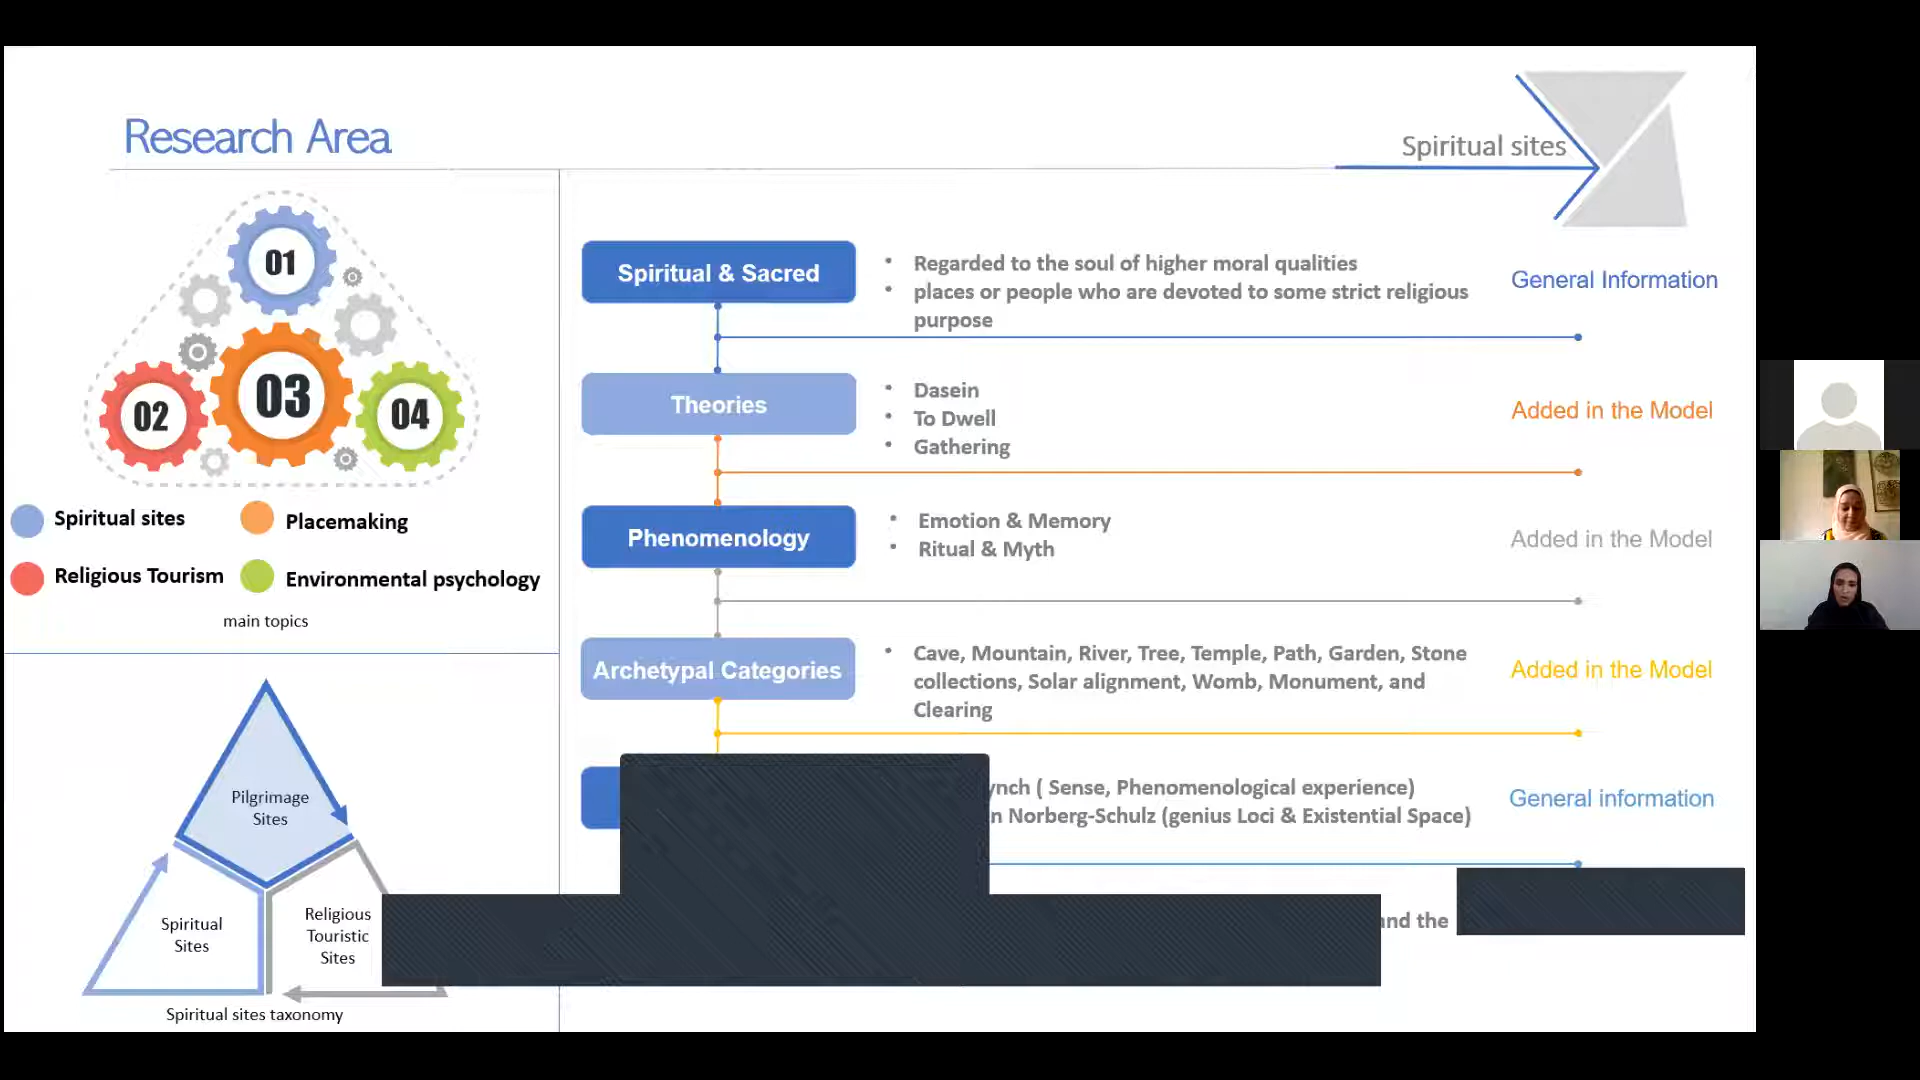 Research Area
Spiritual sites
01
02
03
04
Spiritual sites
Placemaking
Religious Tourism
Environmental psychology
main topics
Pilgrimage
Sites
Spiritual
Sites
Religious
Touristic
Sites
Spiritual sites taxonomy
Spiritual & Sacred
• Regarded to the soul of higher moral qualities
• places or people who are devoted to some strict religious
purpose
General Information
Theories
• Dasein
• To Dwell
• Gathering
Added in the Model
Phenomenology
• Emotion & Memory
• Ritual & Myth
Added in the Model
Archetypal Categories
• Cave, Mountain, River, Tree, Temple, Path, Garden, Stone
collections, Solar alignment, Womb, Monument, and
Clearing
Added in the Model
( Sense, Phenomenological experience)
Norberg-Schulz (genius Loci & Existential Space)
General information
and the